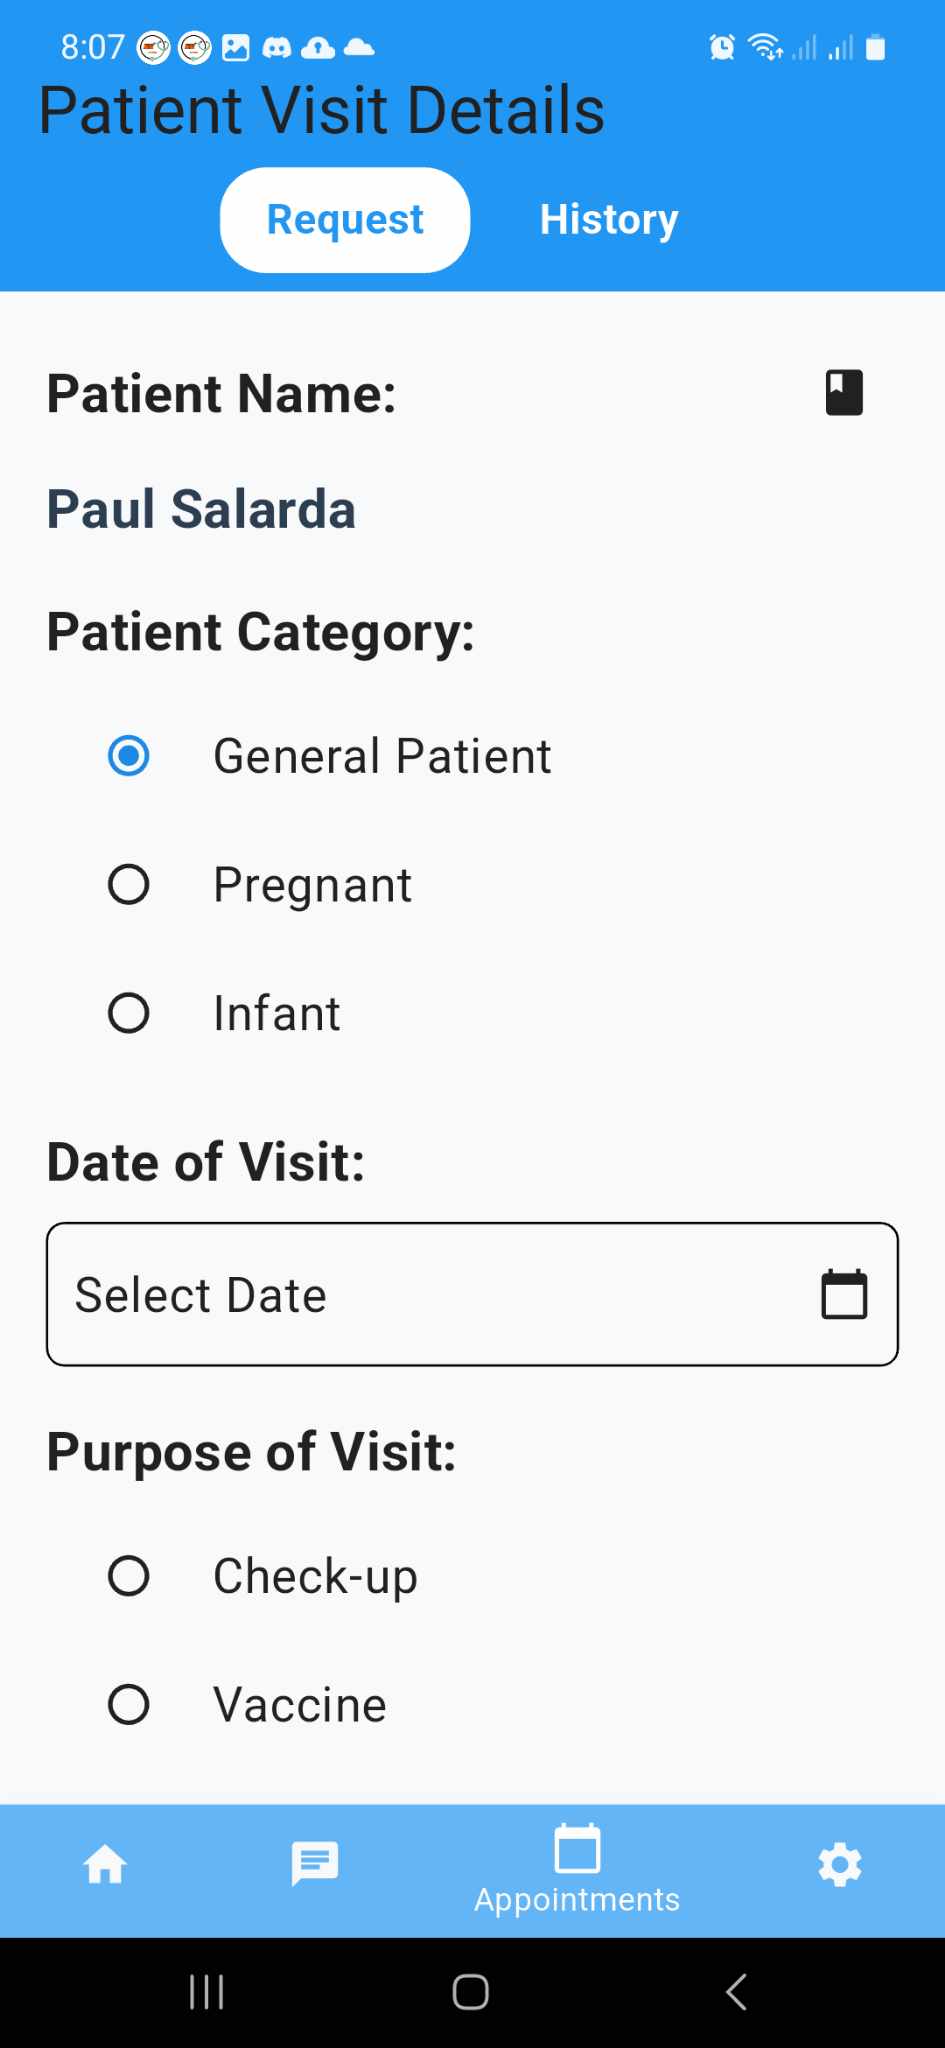 8:07
Patient Visit Details
Request History
Patient Name:
Paul Salarda
Patient Category:
General Patient
Pregnant
Infant
Date of Visit:
Select Date
Purpose of Visit:
Check-up
Vaccine
Appointments